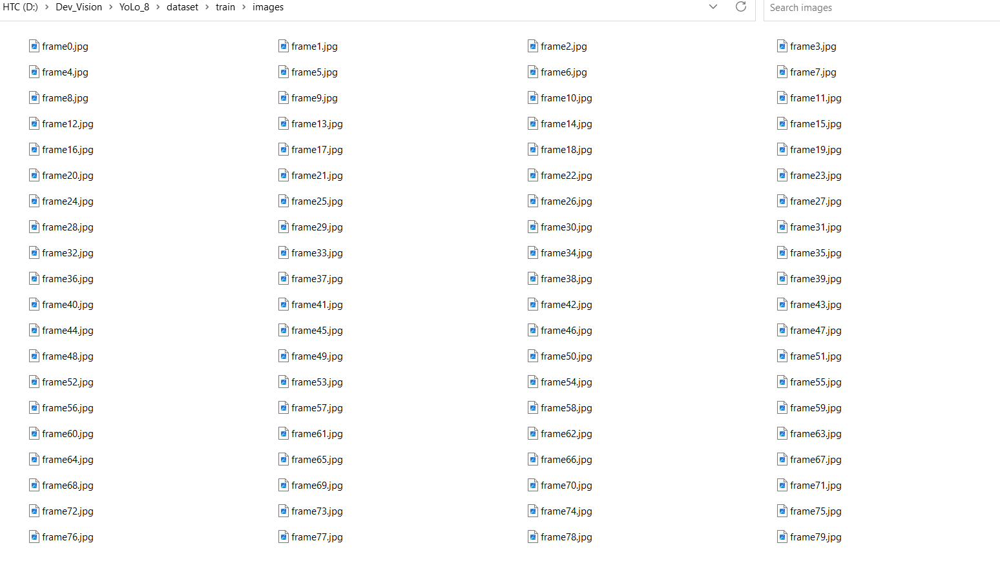 HTC (D:) > Dev_Vision > YoLo_8 > dataset > train > images Search images
frame0.jpg frame1.jpg frame2.jpg frame3.jpg
frame4.jpg frame5.jpg frame6.jpg frame7.jpg
frame8.jpg frame9.jpg frame10.jpg frame11.jpg
frame12.jpg frame13.jpg frame14.jpg frame15.jpg
frame16.jpg frame17.jpg frame18.jpg frame19.jpg
frame20.jpg frame21.jpg frame22.jpg frame23.jpg
frame24.jpg frame25.jpg frame26.jpg frame27.jpg
frame28.jpg frame29.jpg frame30.jpg frame31.jpg
frame32.jpg frame33.jpg frame34.jpg frame35.jpg
frame36.jpg frame37.jpg frame38.jpg frame39.jpg
frame40.jpg frame41.jpg frame42.jpg frame43.jpg
frame44.jpg frame45.jpg frame46.jpg frame47.jpg
frame48.jpg frame49.jpg frame50.jpg frame51.jpg
frame52.jpg frame53.jpg frame54.jpg frame55.jpg
frame56.jpg frame57.jpg frame58.jpg frame59.jpg
frame60.jpg frame61.jpg frame62.jpg frame63.jpg
frame64.jpg frame65.jpg frame66.jpg frame67.jpg
frame68.jpg frame69.jpg frame70.jpg frame71.jpg
frame72.jpg frame73.jpg frame74.jpg frame75.jpg
frame76.jpg frame77.jpg frame78.jpg frame79.jpg